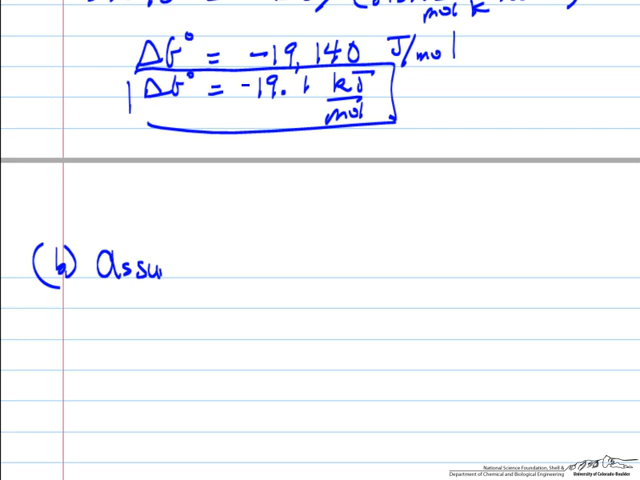 mol K
ΔG° = -19,140 J/mol
ΔG° = -19.1 kJ/mol
(b) Assu
National Science Foundation, Shell &
Department of Chemical and Biological Engineering
University of Colorado Boulder